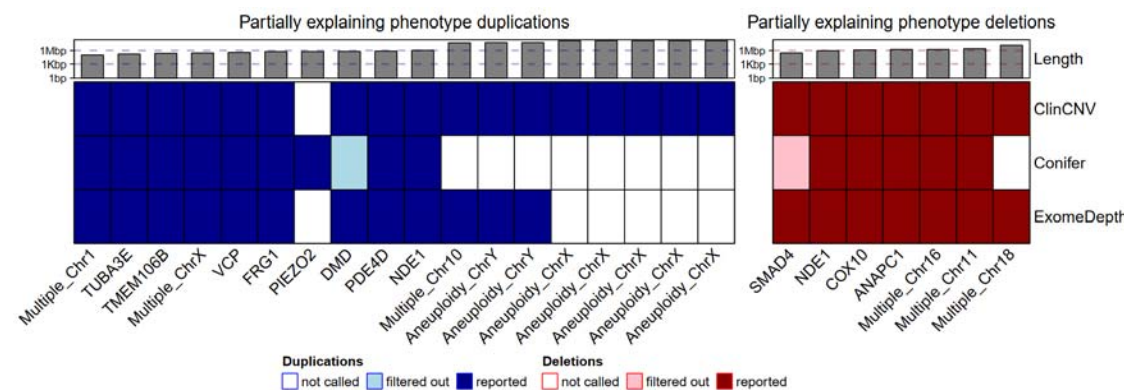 Partially explaining phenotype duplications
Partially explaining phenotype deletions
1Mbp
1Kbp
1bp
1Mbp
1Kbp
1bp
Length
ClinCNV
Conifer
ExomeDepth
Multiple_Chr1
TUBA3E
TMEM106B
Multiple_ChrX
VCP
FRG1
PIEZO2
DMD
PDE4D
NDE1
Multiple_Chr10
Aneuploidy_ChrY
Aneuploidy_ChrY
Aneuploidy_ChrX
Aneuploidy_ChrX
Aneuploidy_ChrX
Aneuploidy_ChrX
Aneuploidy_ChrX
SMAD4
NDE1
COX10
ANAPC1
Multiple_Chr16
Multiple_Chr11
Multiple_Chr18
Duplications
not called filtered out reported
Deletions
not called filtered out reported